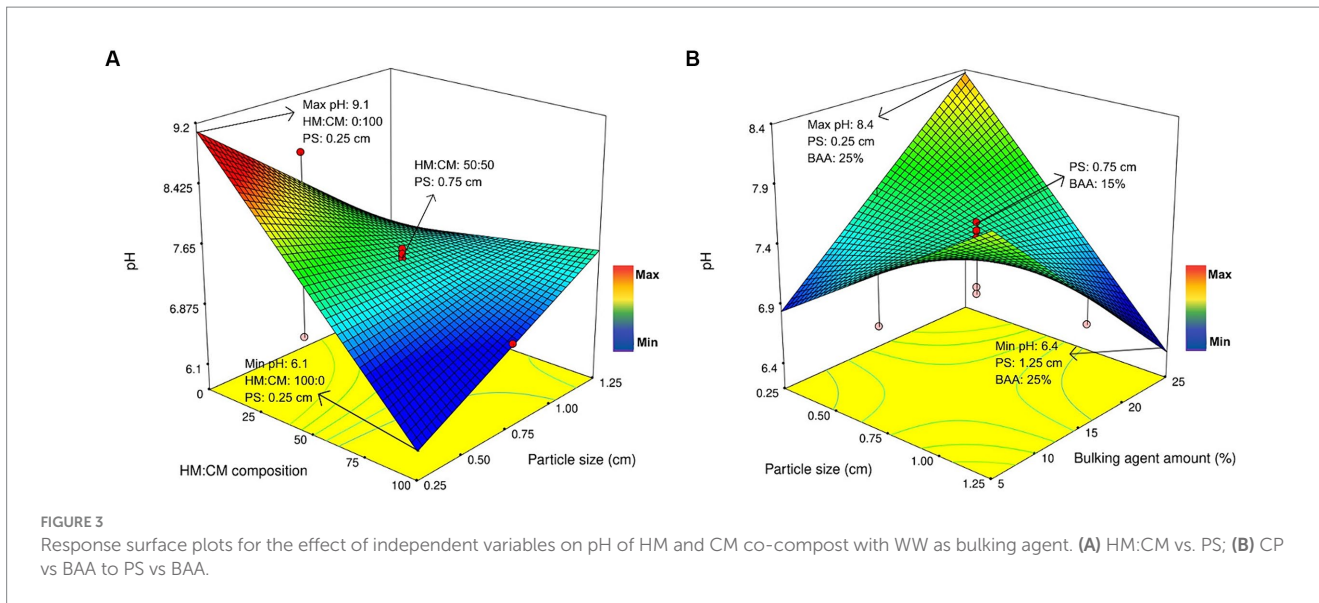 A
Max pH: 9.1
HM:CM: 0:100
PS: 0.25 cm
HM:CM: 50:50
PS: 0.75 cm
9.2
8.425
7.65
6.875
6.1
pH
Min pH: 6.1
HM:CM: 100:0
PS: 0.25 cm
0
25
50
75
100
HM:CM composition
0.25
0.50
0.75
1.00
1.25
Particle size (cm)
Max
Min
B
Max pH: 8.4
PS: 0.25 cm
BAA: 25%
PS: 0.75 cm
BAA: 15%
8.4
7.9
7.4
6.9
6.4
pH
Min pH: 6.4
PS: 1.25 cm
BAA: 25%
0.25
0.50
0.75
1.00
1.25
Particle size (cm)
5
10
15
20
25
Bulking agent amount (%)
Max
Min
FIGURE 3
Response surface plots for the effect of independent variables on pH of HM and CM co-compost with WW as bulking agent. (A) HM:CM vs. PS; (B) CP
vs BAA to PS vs BAA.